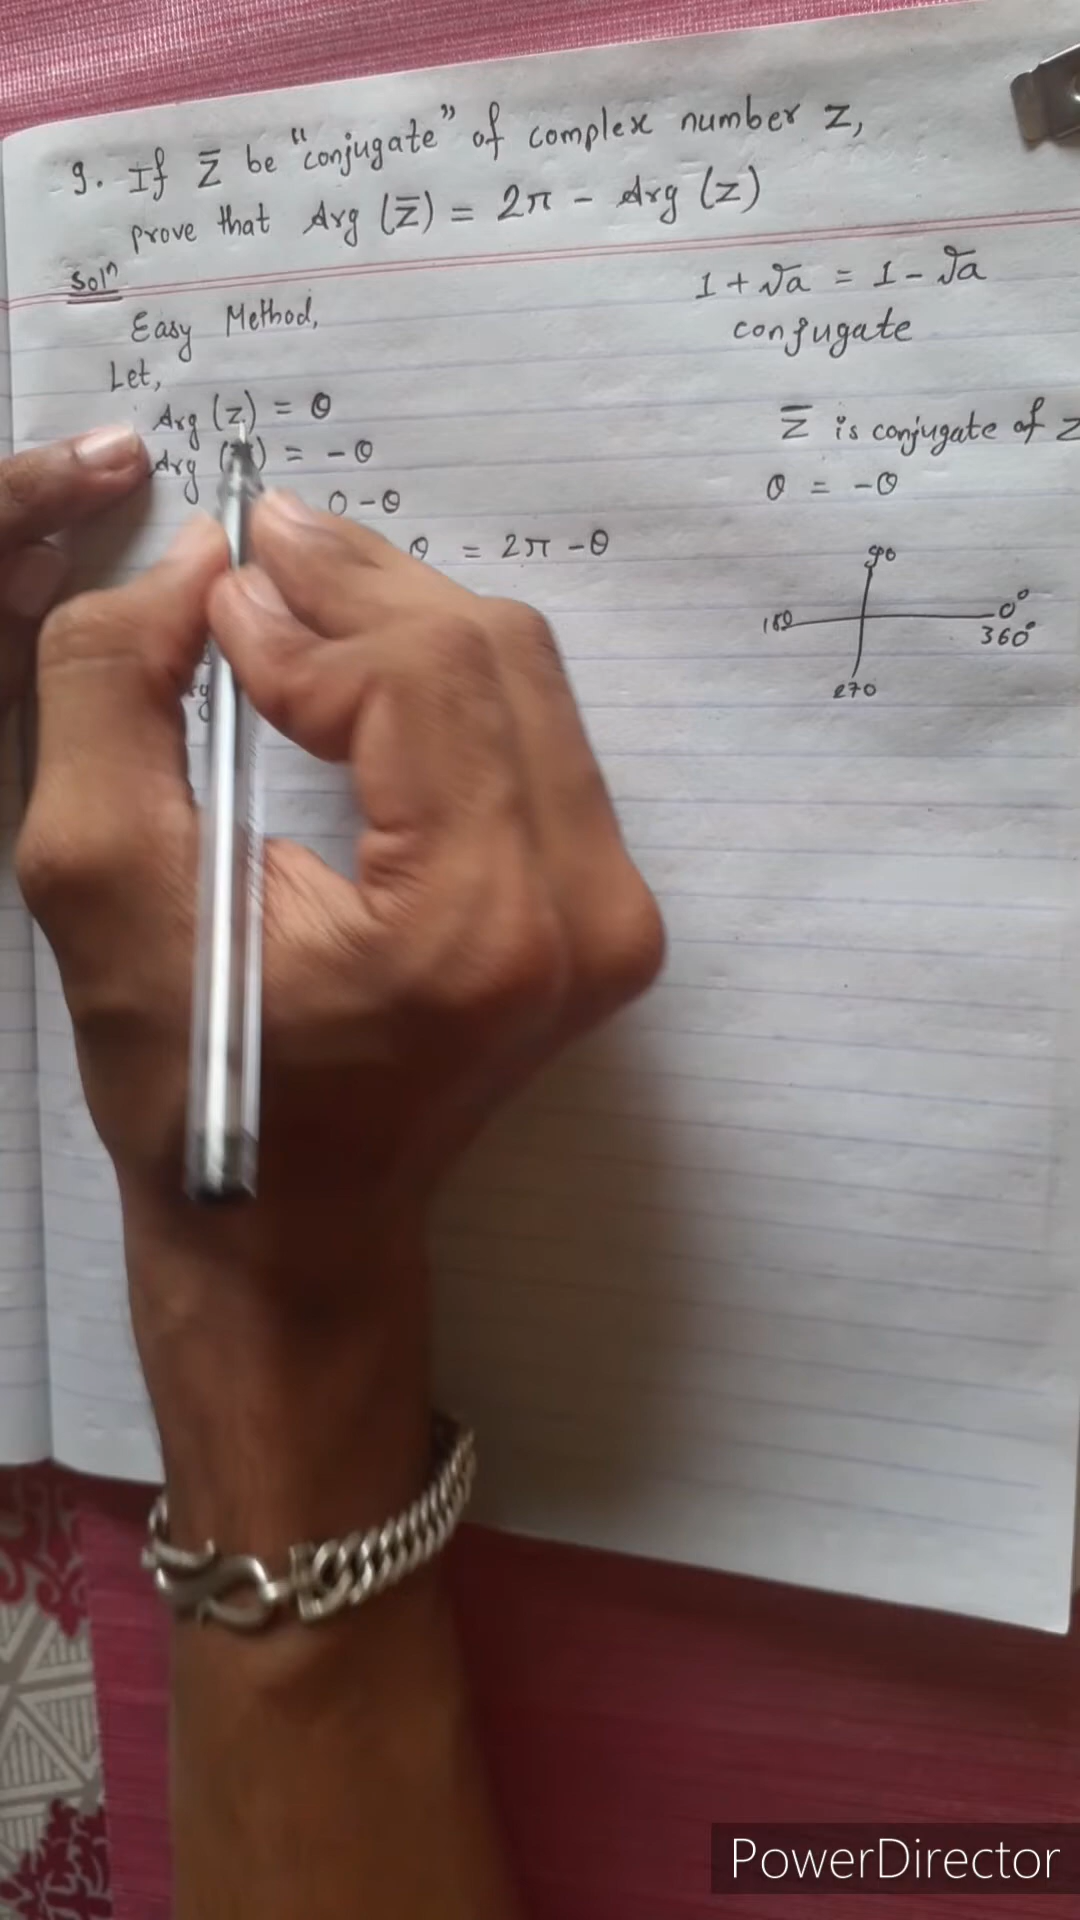 9. If z̅ be "conjugate" of complex number z,
prove that Arg (z̅) = 2π - Arg (z)
Solⁿ
Easy Method,
Let,
Arg (z) = θ
Arg ( ) = -θ
0-θ
θ = 2π -θ
1+√a = 1-√a
conjugate
z̅ is conjugate of z
θ = -θ
90
180
0°
360°
270
PowerDirector